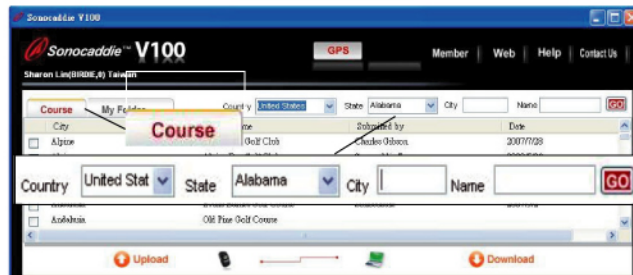 Sonocaddie V100
Sonocaddie™ V100
GPS
Member Web Help Contact Us
Sharon Lin(BIRDIE,0) Taiwan
Course My Folder Country United States State Alabama City Name GO
City Submitted by Date
Alpine Golf Club Charles Gibson 2007/7/28
Course
Country United Stat State Alabama City Name GO
Andalusia Old Pine Golf Course
Upload Download